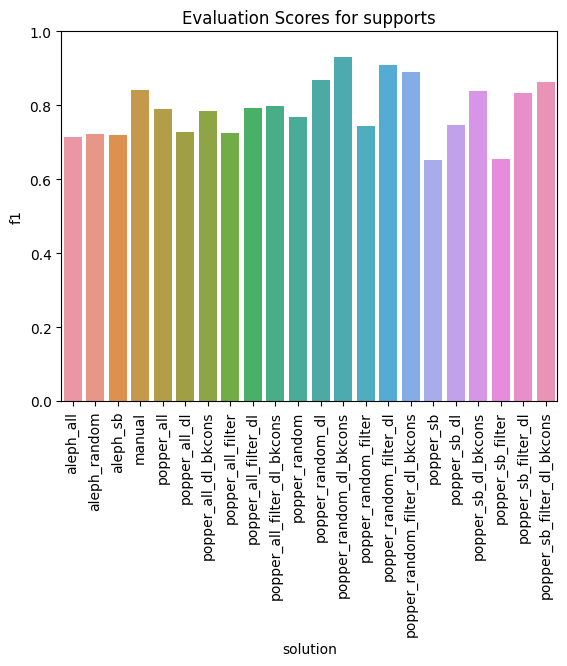 Evaluation Scores for supports
1.0
0.8
0.6
0.4
0.2
0.0
f1
aleph_all
aleph_random
aleph_sb
manual
popper_all
popper_all_dl
popper_all_dl_bkcons
popper_all_filter
popper_all_filter_dl
popper_all_filter_dl_bkcons
popper_random
popper_random_dl
popper_random_dl_bkcons
popper_random_filter
popper_random_filter_dl
popper_random_filter_dl_bkcons
popper_sb
popper_sb_dl
popper_sb_dl_bkcons
popper_sb_filter
popper_sb_filter_dl
popper_sb_filter_dl_bkcons
solution